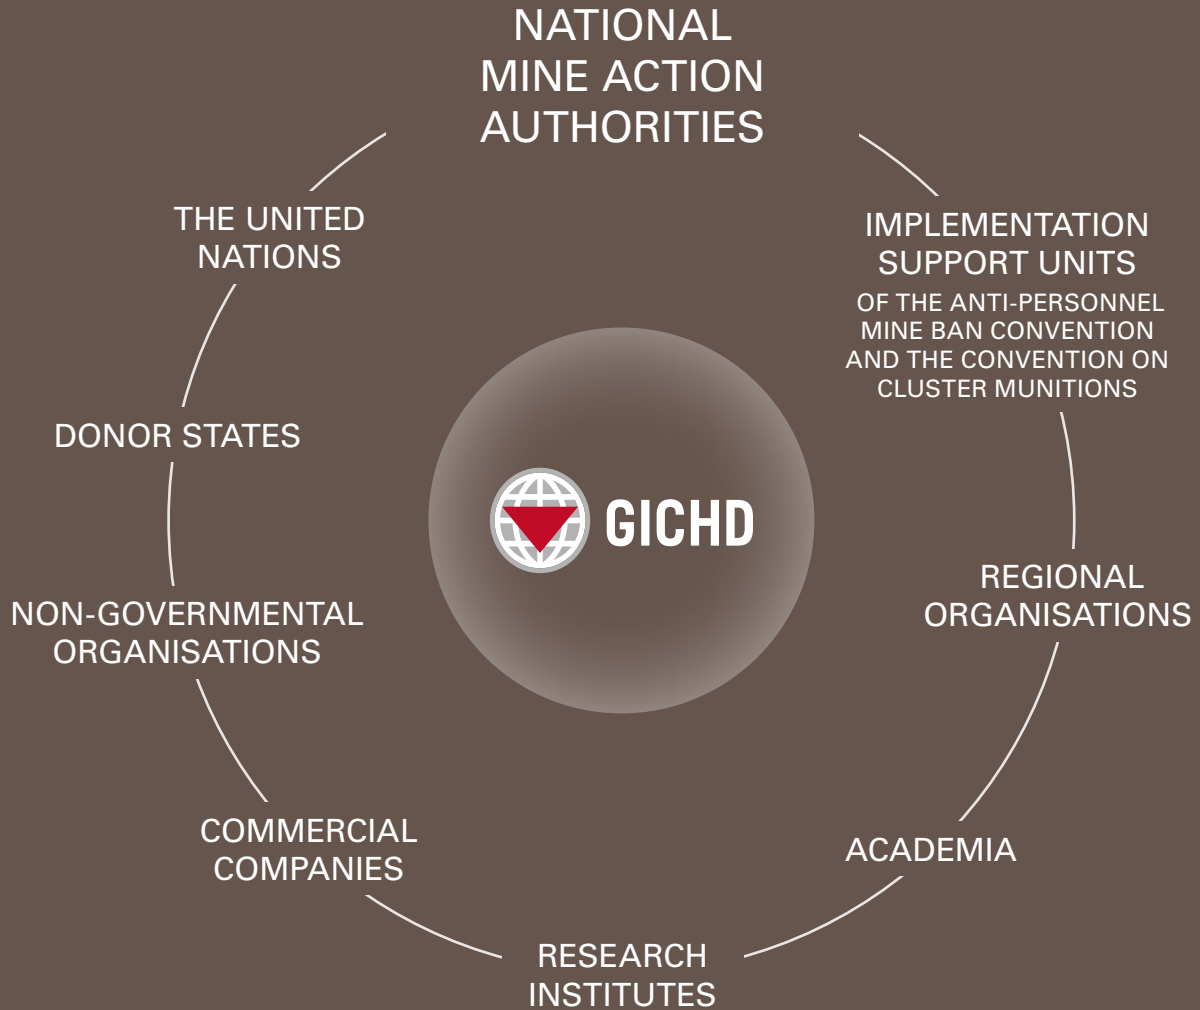 NATIONAL
MINE ACTION
AUTHORITIES
THE UNITED
NATIONS
IMPLEMENTATION
SUPPORT UNITS
OF THE ANTI-PERSONNEL
MINE BAN CONVENTION
AND THE CONVENTION ON
CLUSTER MUNITIONS
DONOR STATES
GICHD
REGIONAL
ORGANISATIONS
NON-GOVERNMENTAL
ORGANISATIONS
COMMERCIAL
COMPANIES
ACADEMIA
RESEARCH
INSTITUTES